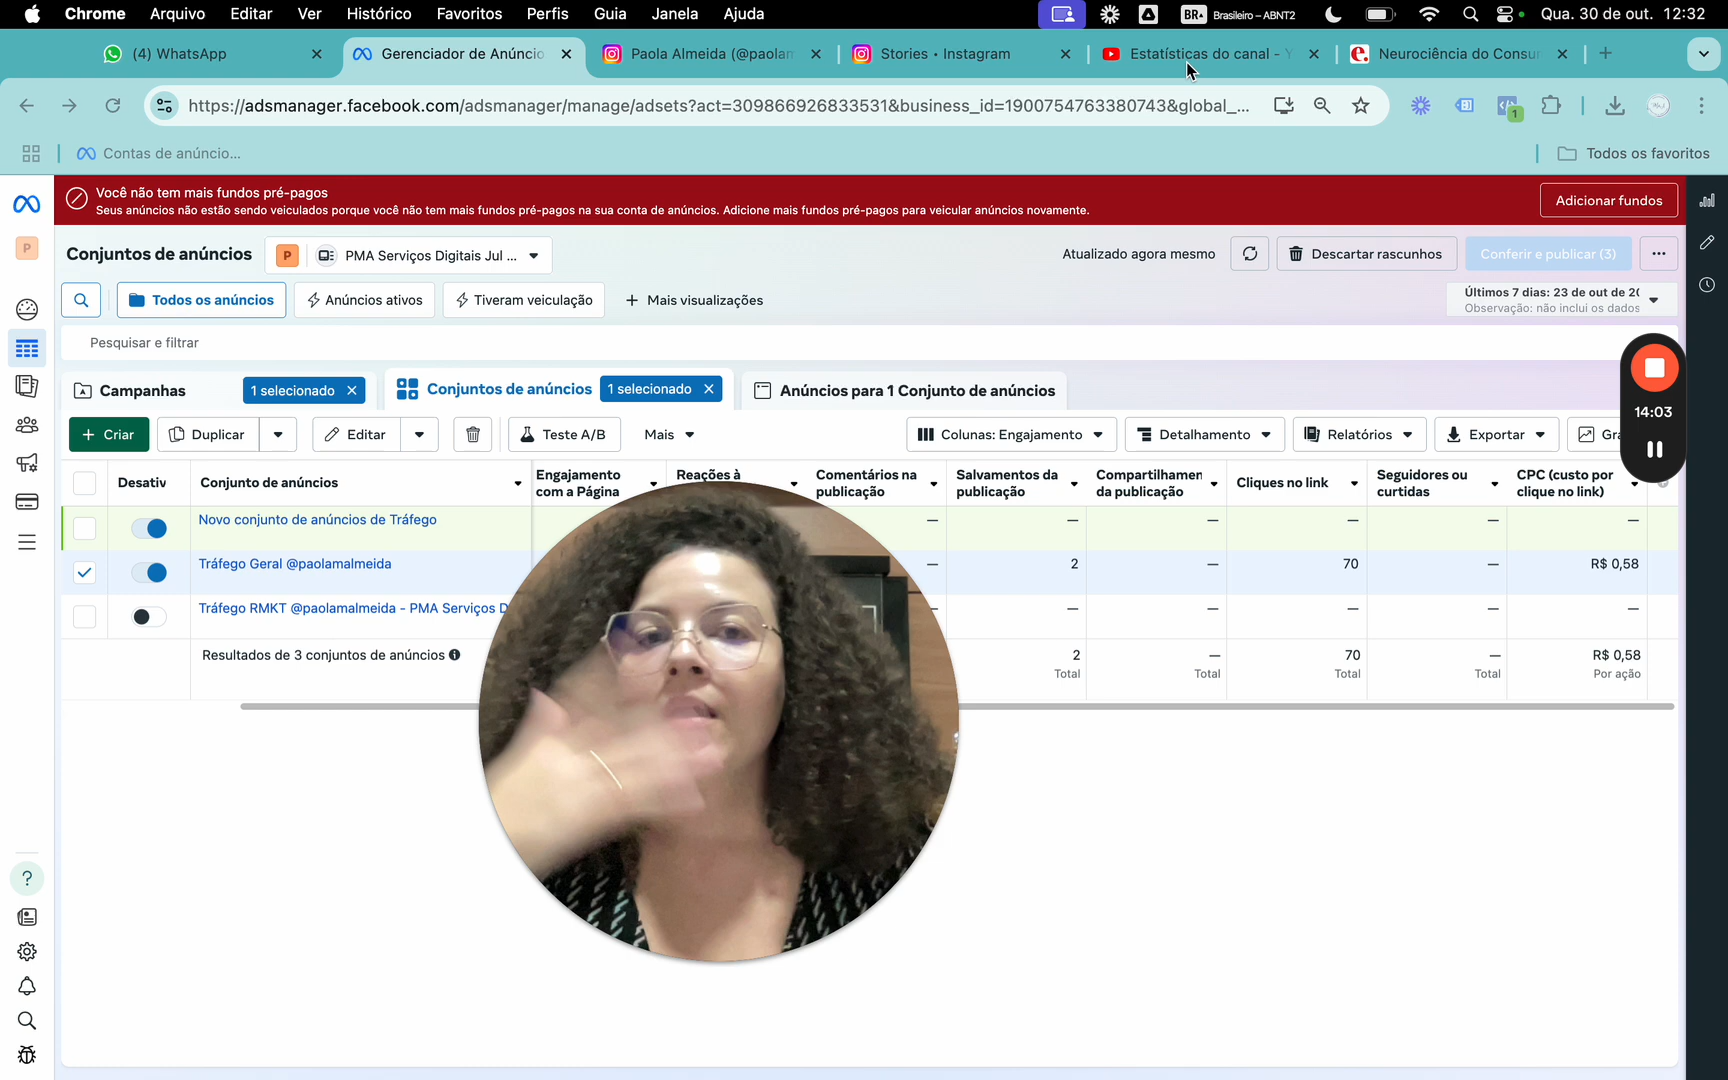 Chrome Arquivo Editar Ver Histórico Favoritos Perfis Guia Janela Ajuda
BR Brasileiro – ABNT2 Qua. 30 de out. 12:32
(4) WhatsApp
Gerenciador de Anúncio
Paola Almeida (@paolam
Stories • Instagram
Estatísticas do canal - Y
Neurociência do Consu
https://adsmanager.facebook.com/adsmanager/manage/adsets?act=309866926833531&business_id=1900754763380743&global_...
1
Contas de anúncio...
Todos os favoritos
Você não tem mais fundos pré-pagos
Seus anúncios não estão sendo veiculados porque você não tem mais fundos pré-pagos na sua conta de anúncios. Adicione mais fundos pré-pagos para veicular anúncios novamente.
Adicionar fundos
P
Conjuntos de anúncios
P PMA Serviços Digitais Jul ...
Atualizado agora mesmo
Descartar rascunhos
Conferir e publicar (3)
Todos os anúncios
Anúncios ativos
Tiveram veiculação
+ Mais visualizações
Últimos 7 dias: 23 de out de 20
Observação: não inclui os dados
Pesquisar e filtrar
Campanhas 1 selecionado
Conjuntos de anúncios 1 selecionado
Anúncios para 1 Conjunto de anúncios
14:03
+ Criar
Duplicar
Editar
Teste A/B
Mais
Colunas: Engajamento
Detalhamento
Relatórios
Exportar
Gra
Desativ
Conjunto de anúncios
Engajamento
com a Página
Reações à
Comentários na
publicação
Salvamentos da
publicação
Compartilhamen
da publicação
Cliques no link
Seguidores ou
curtidas
CPC (custo por
clique no link)
Novo conjunto de anúncios de Tráfego
— — — — — —
Tráfego Geral @paolamalmeida
— 2 — 70 — R$ 0,58
Tráfego RMKT @paolamalmeida - PMA Serviços D
— — — — — —
Resultados de 3 conjuntos de anúncios
2 — 70 — R$ 0,58
Total Total Total Total Por ação
?